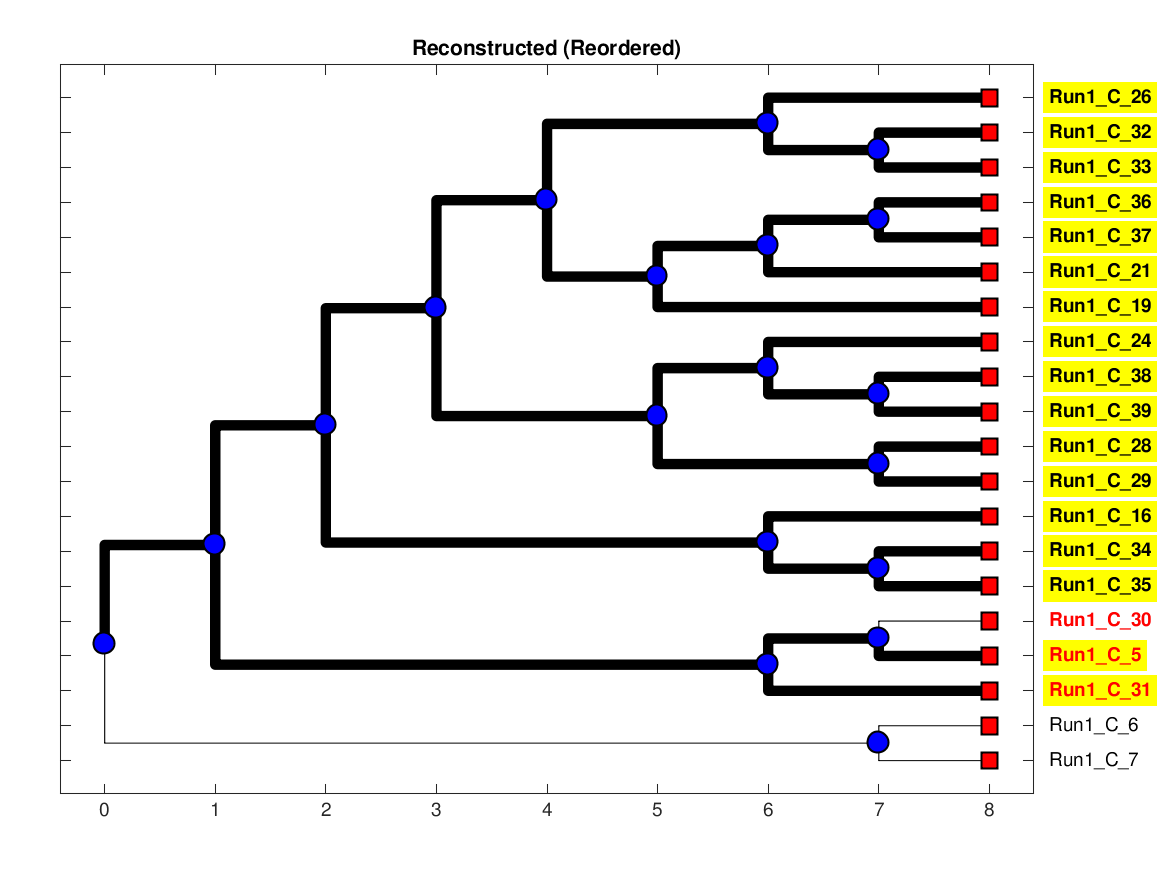 Reconstructed (Reordered)
Run1_C_26
Run1_C_32
Run1_C_33
Run1_C_36
Run1_C_37
Run1_C_21
Run1_C_19
Run1_C_24
Run1_C_38
Run1_C_39
Run1_C_28
Run1_C_29
Run1_C_16
Run1_C_34
Run1_C_35
Run1_C_30
Run1_C_5
Run1_C_31
Run1_C_6
Run1_C_7
0 1 2 3 4 5 6 7 8